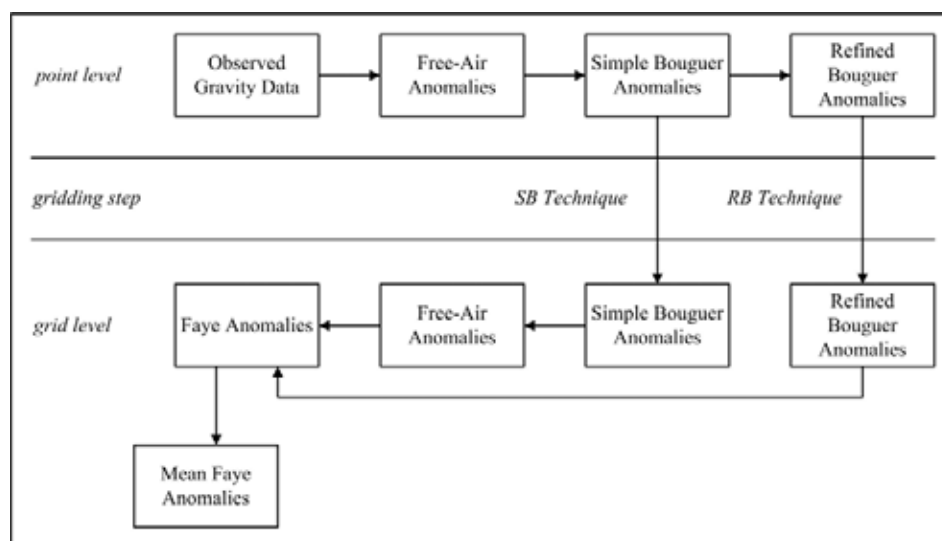 point level
Observed
Gravity Data
Free-Air
Anomalies
Simple Bouguer
Anomalies
Refined
Bouguer
Anomalies
gridding step
SB Technique
RB Technique
grid level
Faye Anomalies
Free-Air
Anomalies
Simple Bouguer
Anomalies
Refined
Bouguer
Anomalies
Mean Faye
Anomalies